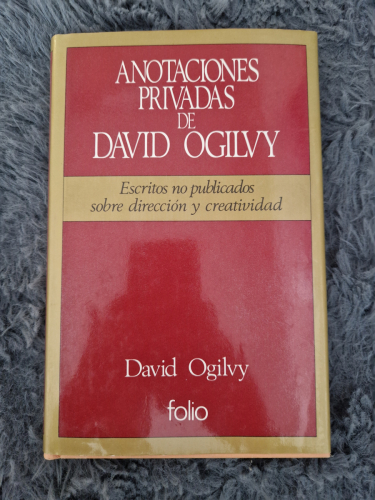 ANOTACIONES
PRIVADAS
DE
DAVID OGILVY
Escritos no publicados
sobre dirección y creatividad
David Ogilvy
folio